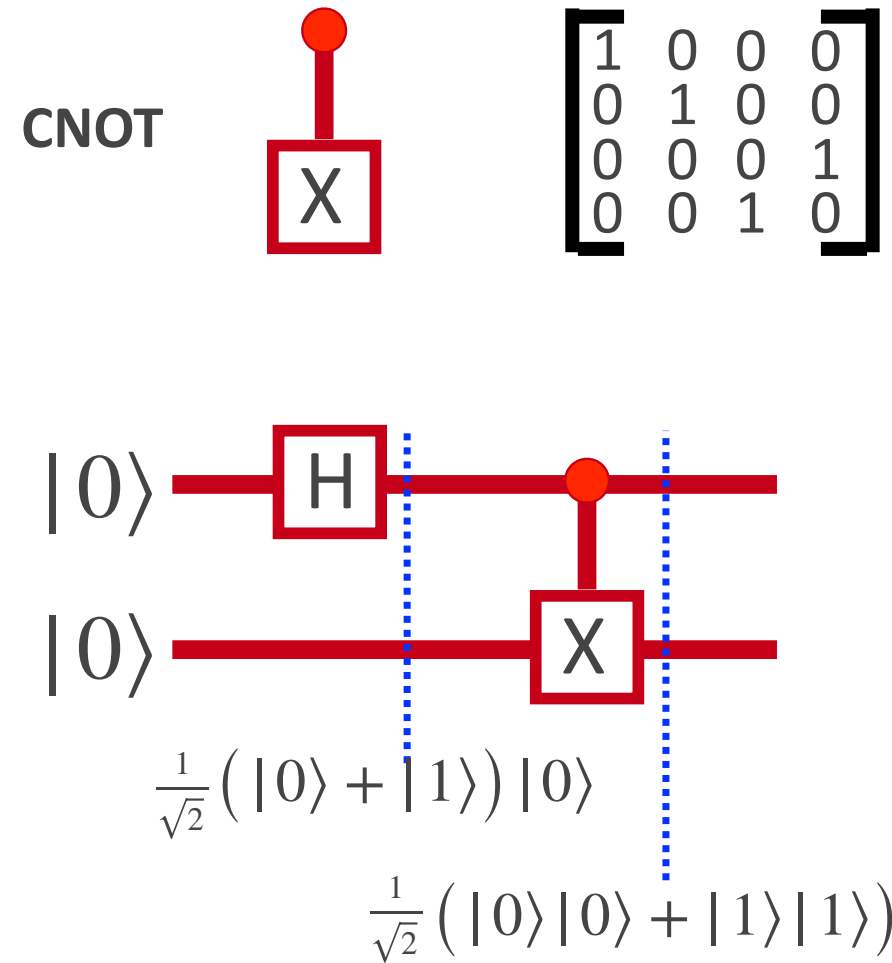 CNOT
X
1 0 0 0
0 1 0 0
0 0 0 1
0 0 1 0
|0⟩ H
|0⟩ X
1/√2 (|0⟩ + |1⟩)|0⟩
1/√2 (|0⟩|0⟩ + |1⟩|1⟩)